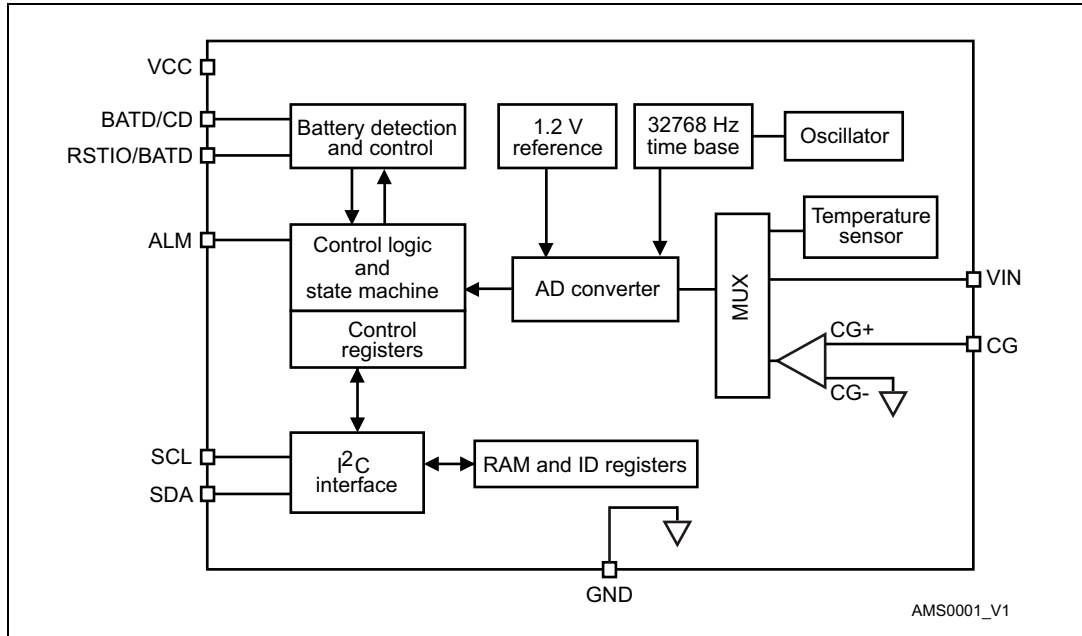 VCC
BATD/CD
RSTIO/BATD
Battery detection
and control
1.2 V
reference
32768 Hz
time base
Oscillator
ALM
Control logic
and
state machine
Control
registers
AD converter
MUX
Temperature
sensor
VIN
CG+
CG
CG-
SCL
SDA
I²C
interface
RAM and ID registers
GND
AMS0001_V1